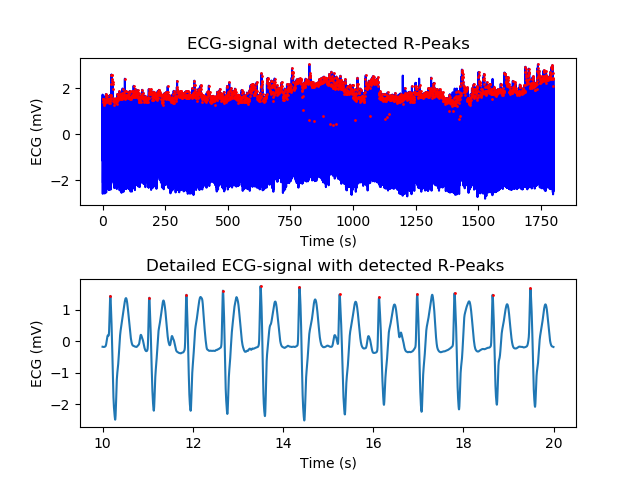 ECG-signal with detected R-Peaks
2
0
−2
ECG (mV)
0 250 500 750 1000 1250 1500 1750
Time (s)
Detailed ECG-signal with detected R-Peaks
1
0
−1
−2
ECG (mV)
10 12 14 16 18 20
Time (s)